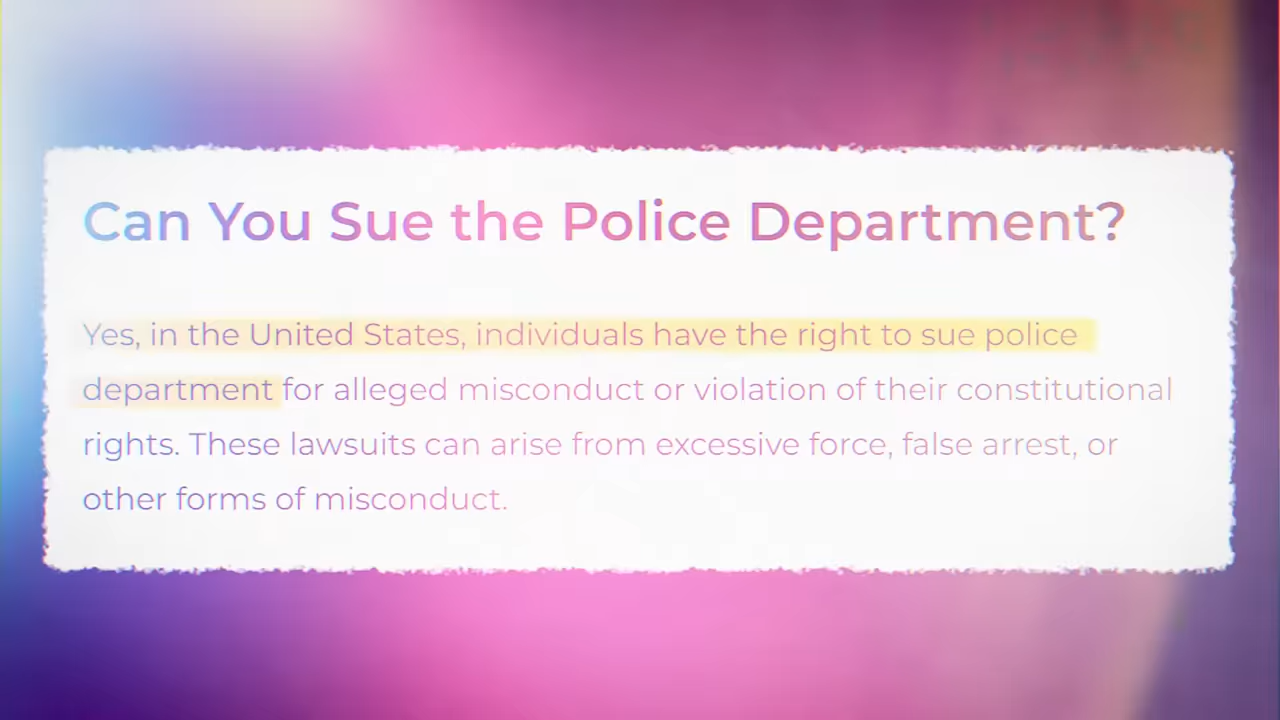 Can You Sue the Police Department?
Yes, in the United States, individuals have the right to sue police
department for alleged misconduct or violation of their constitutional
rights. These lawsuits can arise from excessive force, false arrest, or
other forms of misconduct.